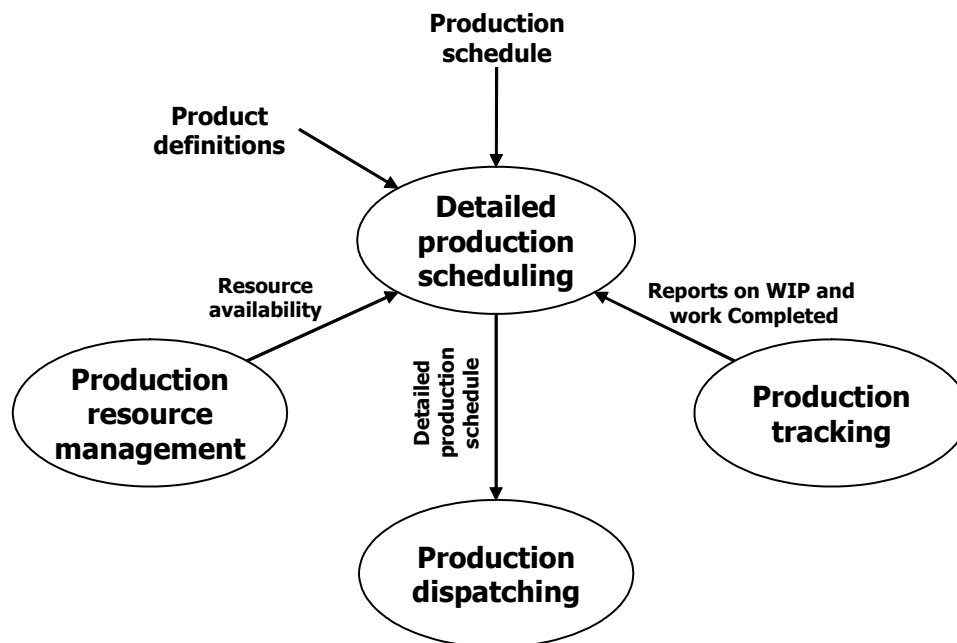 Production
schedule
Product
definitions
Detailed
production
scheduling
Resource
availability
Reports on WIP and
work Completed
Production
resource
management
Detailed
production
schedule
Production
tracking
Production
dispatching